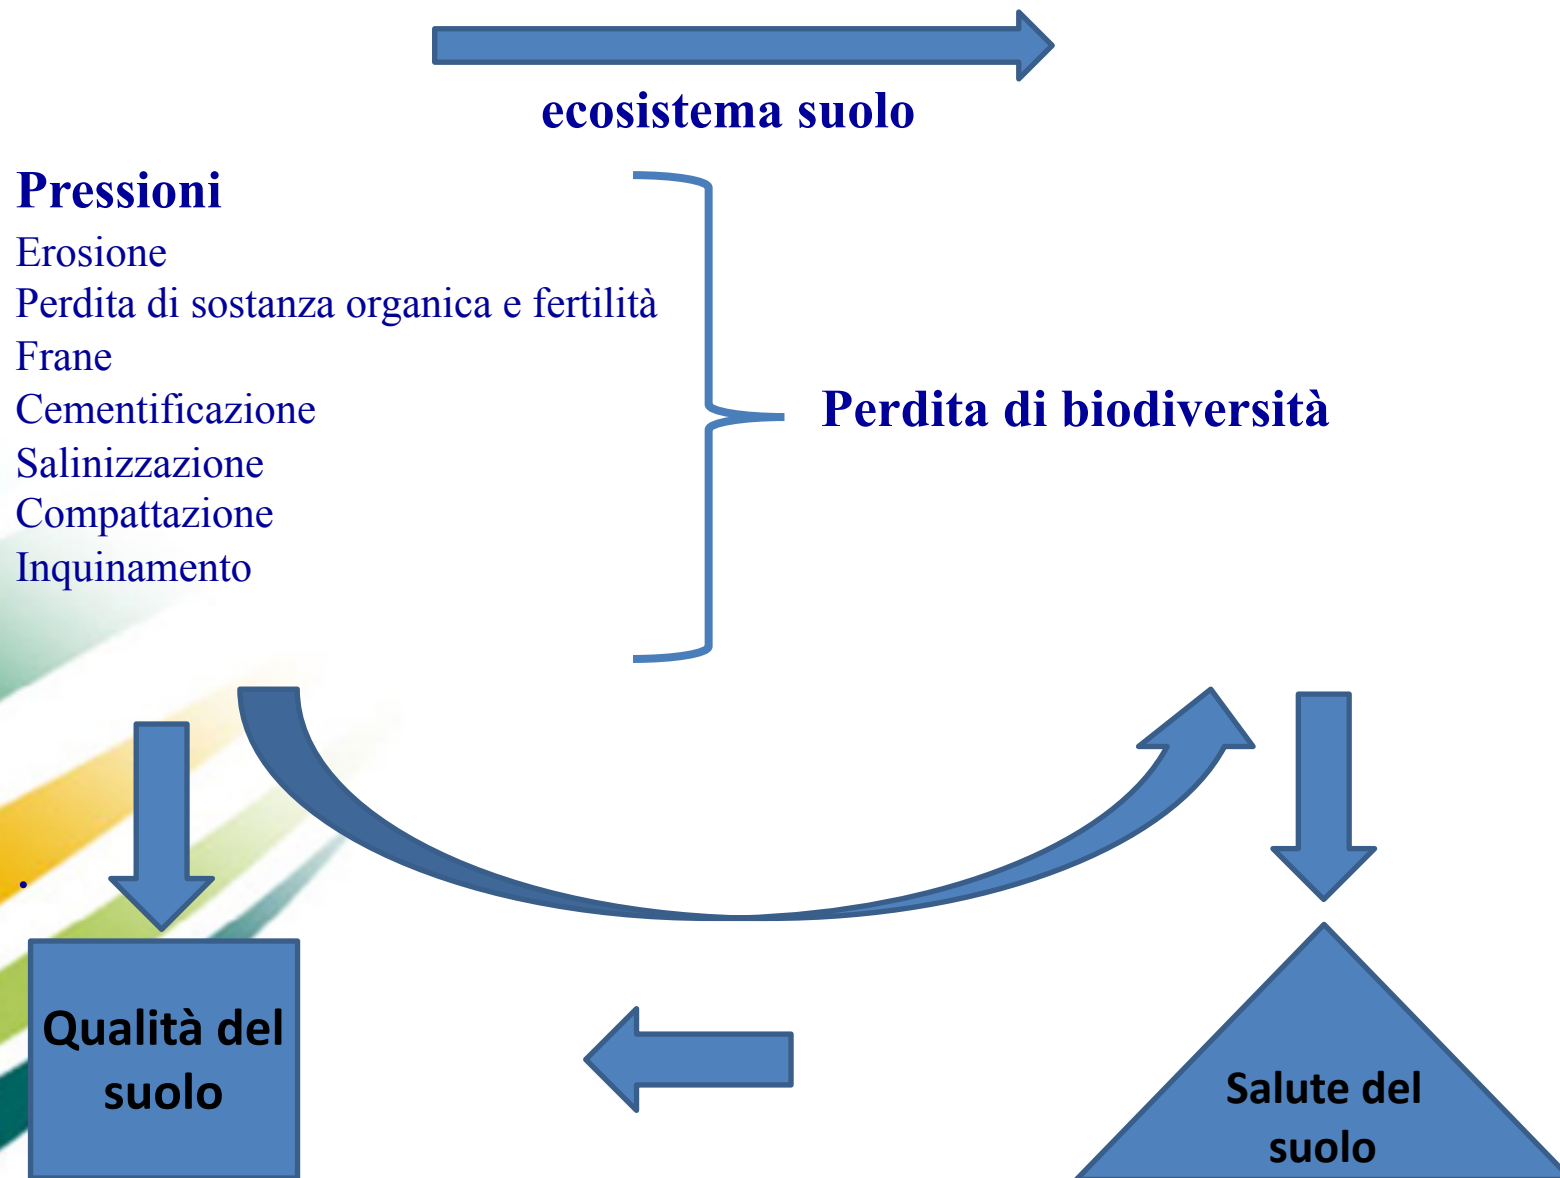 ecosistema suolo
Pressioni
Erosione
Perdita di sostanza organica e fertilità
Frane
Cementificazione
Salinizzazione
Compattazione
Inquinamento
Perdita di biodiversità
.
Qualità del
suolo
Salute del
suolo